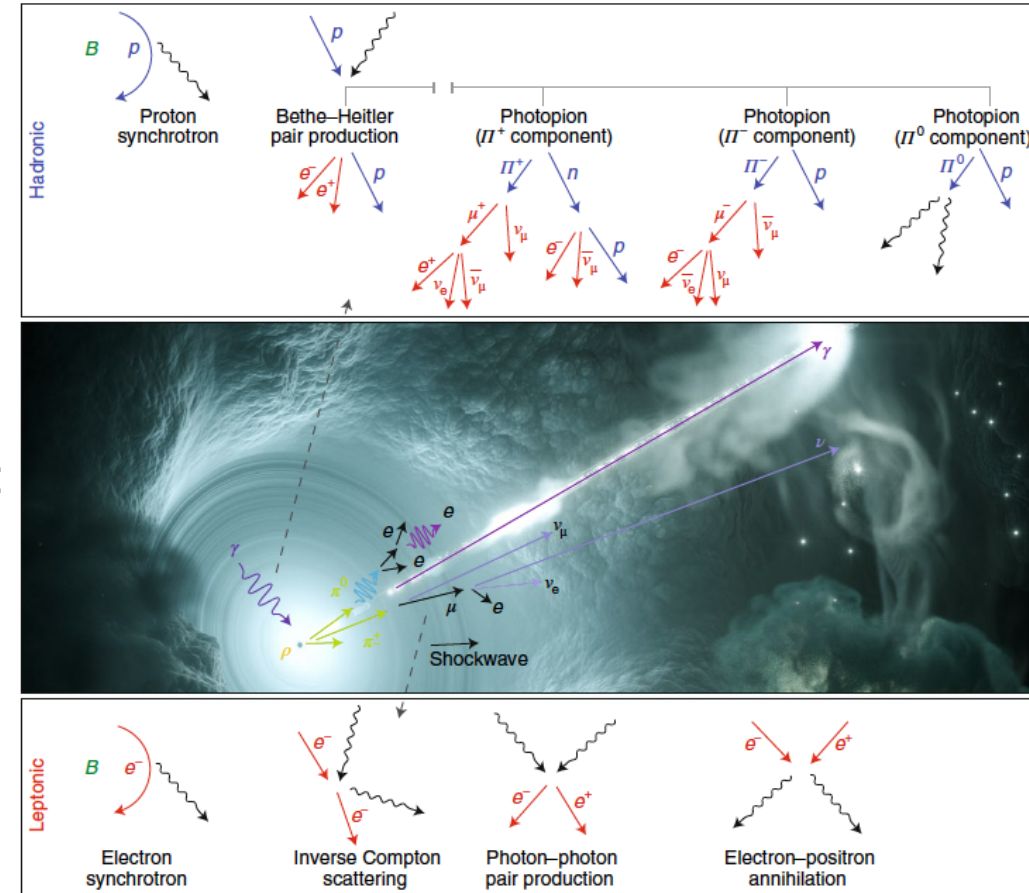 Hadronic
B p
Proton
synchrotron
p
Bethe–Heitler
pair production
e⁻ e⁺ p
Photopion
(Π⁺ component)
Π⁺ n
μ⁺ ν_μ
e⁻ ν̅_μ p
e⁺ ν_e ν̅_μ
Photopion
(Π⁻ component)
Π⁻ p
μ⁻ ν̅_μ
e⁻ ν̅_e ν_μ
Photopion
(Π⁰ component)
Π⁰ p
γ
ν
e e
e
γ
ν_μ
π⁰
ν_e
μ e
ρ π±
Shockwave
Leptonic
B e⁻
Electron
synchrotron
e⁻
e⁻
Inverse Compton
scattering
e⁻ e⁺
Photon–photon
pair production
e⁻ e⁺
Electron–positron
annihilation